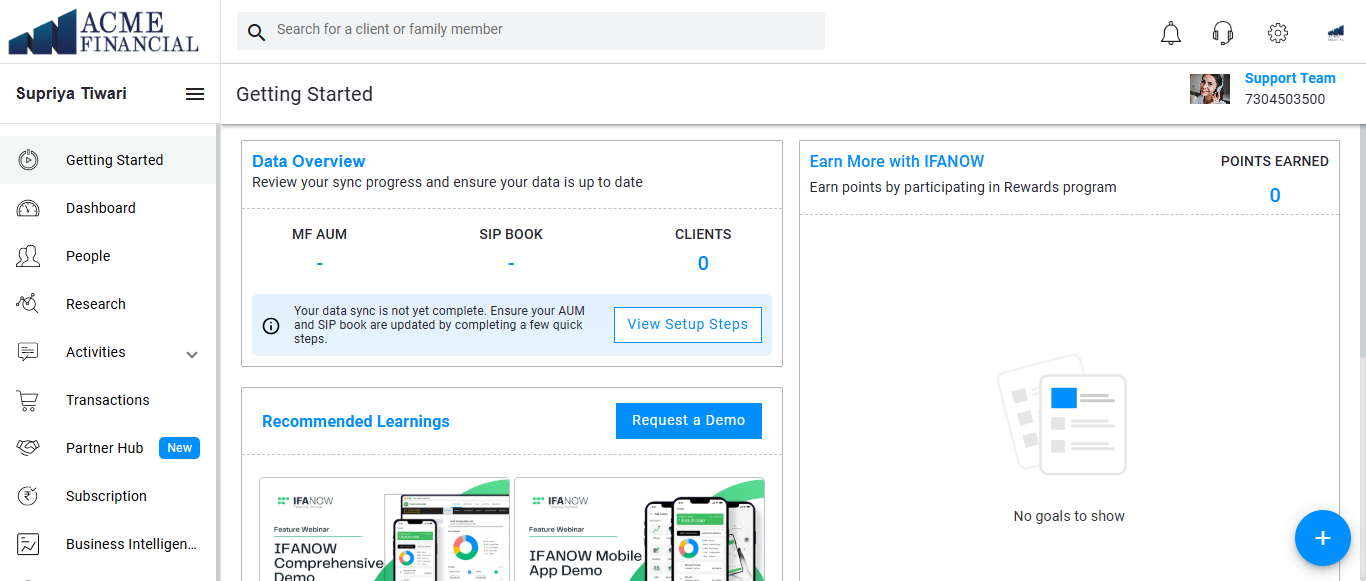 ACME
FINANCIAL
Search for a client or family member
Supriya Tiwari
Getting Started
Support Team
7304503500
Getting Started
Dashboard
People
Research
Activities
Transactions
Partner Hub New
Subscription
Business Intelligen...
Data Overview
Review your sync progress and ensure your data is up to date
MF AUM SIP BOOK CLIENTS
- - 0
Your data sync is not yet complete. Ensure your AUM
and SIP book are updated by completing a few quick
steps.
View Setup Steps
Recommended Learnings
Request a Demo
IFANOW
Feature Webinar
IFANOW
Comprehensive
Demo
IFANOW
Feature Webinar
IFANOW Mobile
App Demo
Earn More with IFANOW
Earn points by participating in Rewards program
POINTS EARNED
0
No goals to show
+